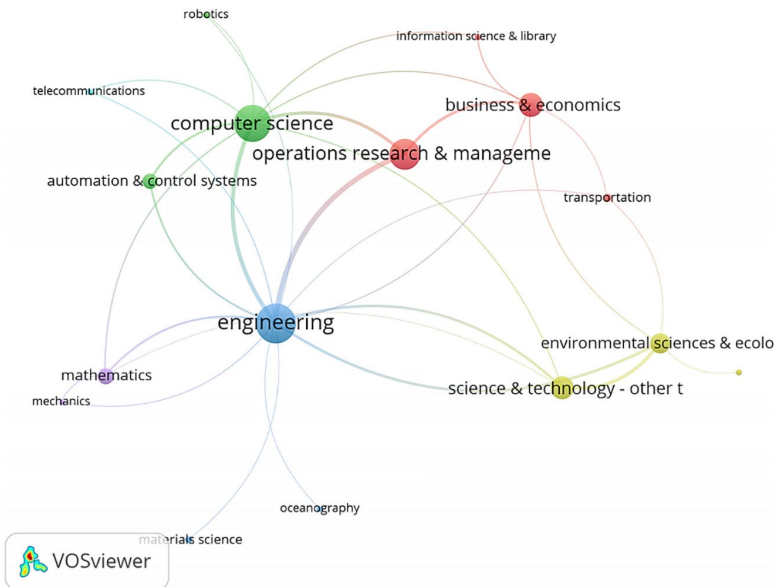 robotics
information science & library
telecommunications
business & economics
computer science
operations research & manageme
automation & control systems
transportation
engineering
environmental sciences & ecolo
mathematics
science & technology - other t
mechanics
oceanography
materials science
VOSviewer